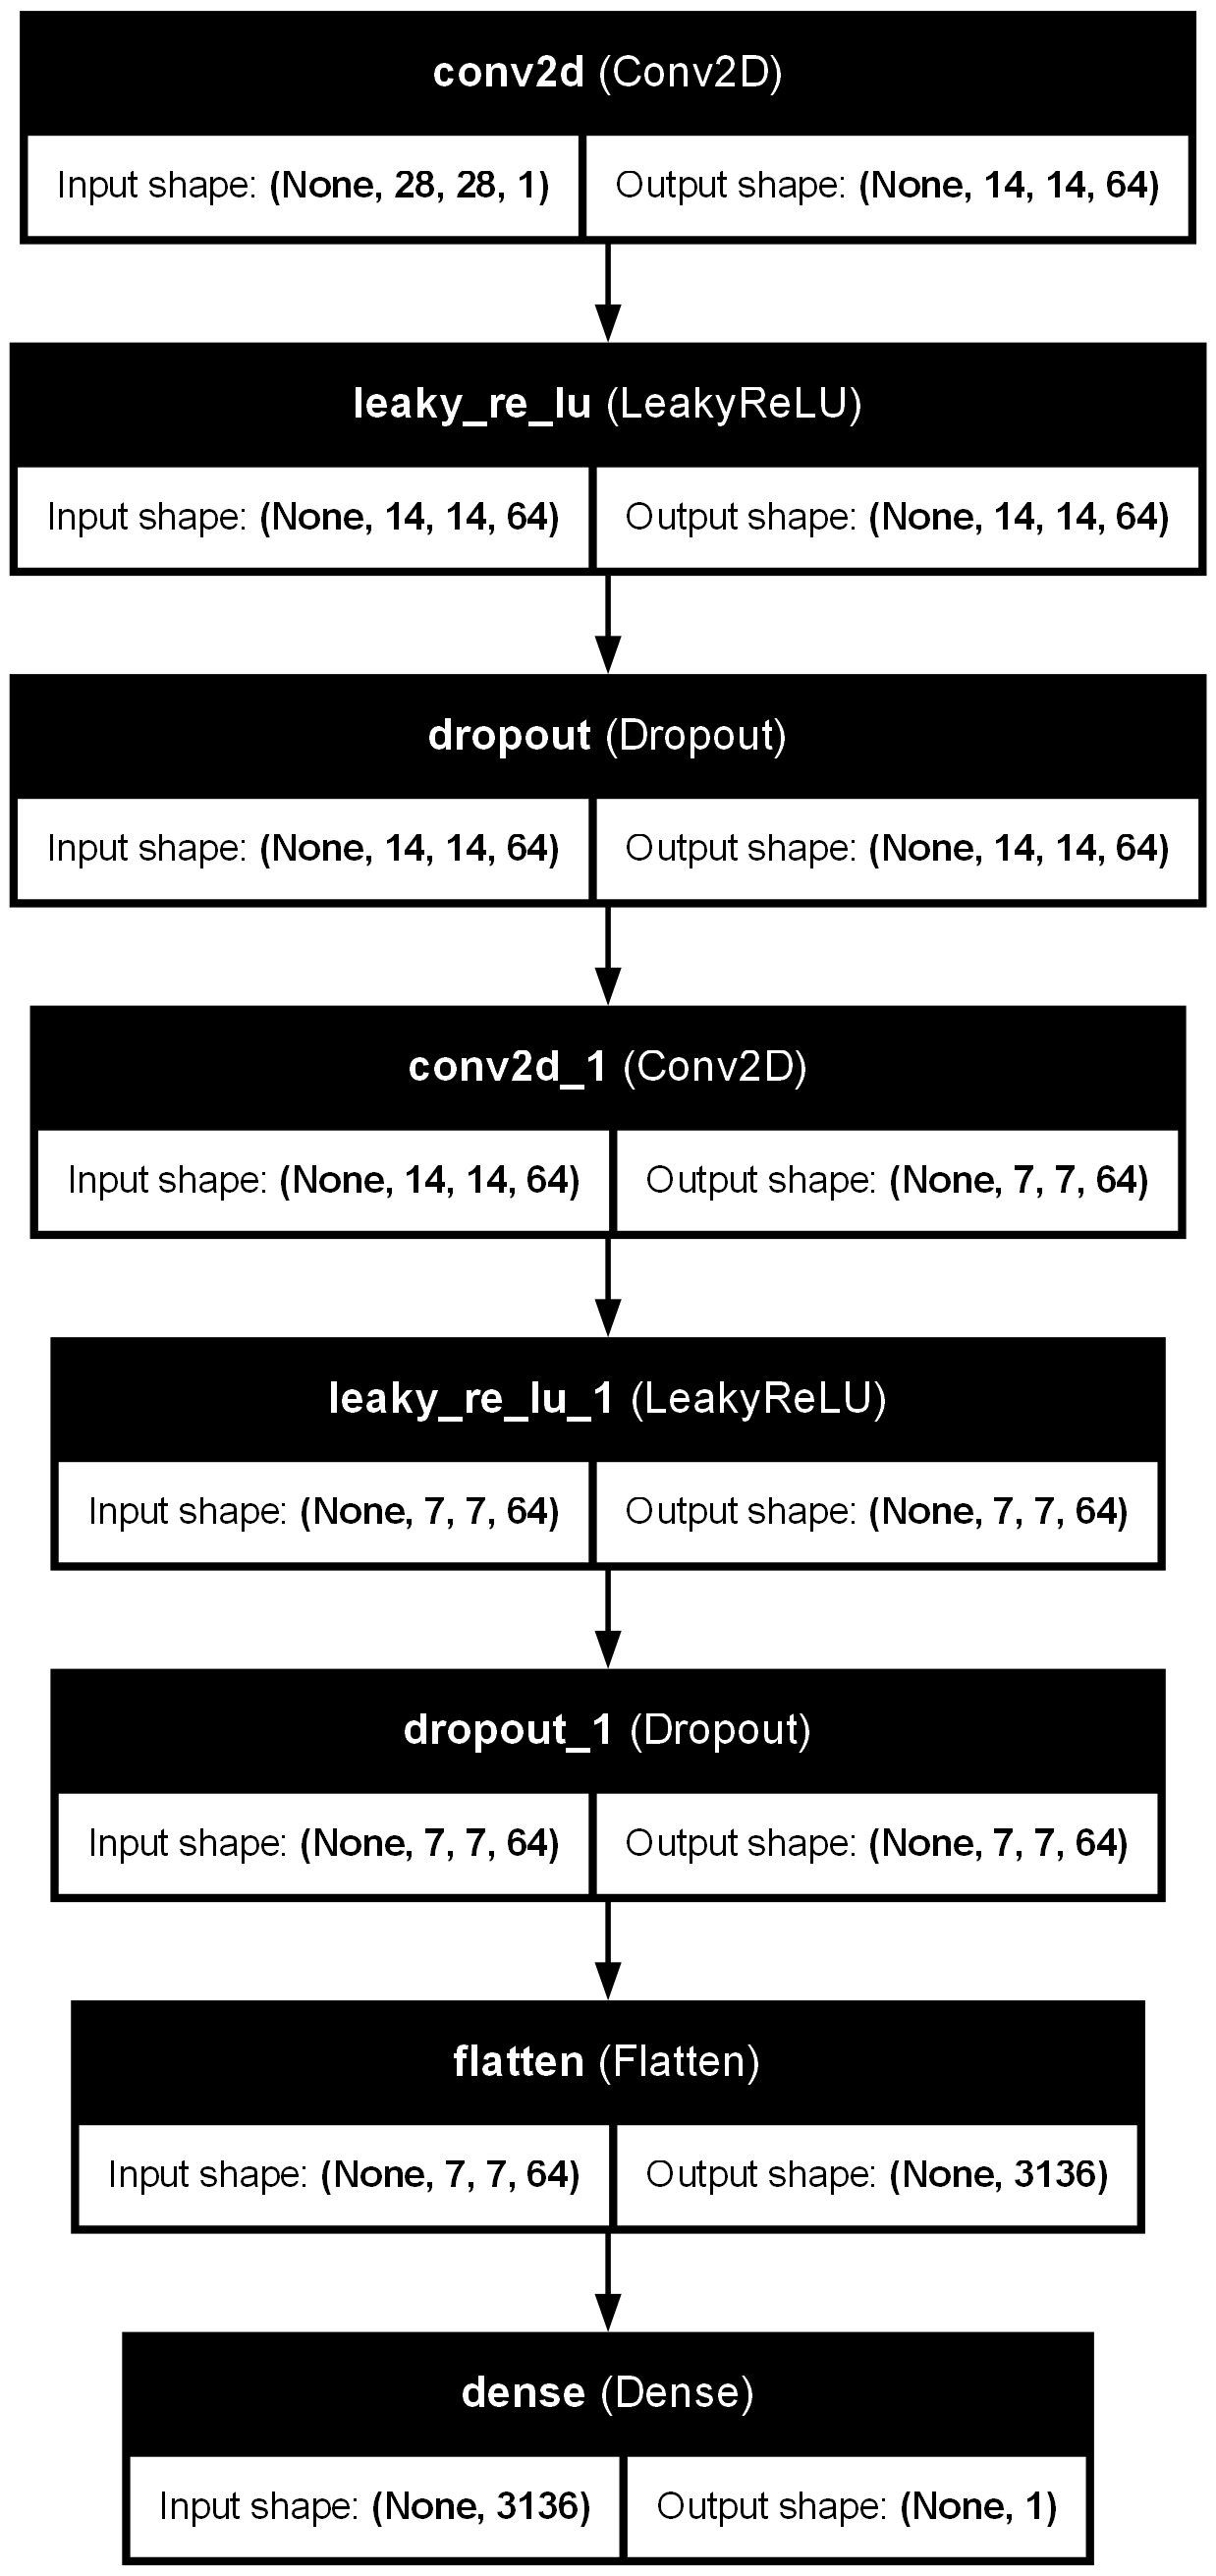 conv2d (Conv2D)
Input shape: (None, 28, 28, 1) Output shape: (None, 14, 14, 64)
leaky_re_lu (LeakyReLU)
Input shape: (None, 14, 14, 64) Output shape: (None, 14, 14, 64)
dropout (Dropout)
Input shape: (None, 14, 14, 64) Output shape: (None, 14, 14, 64)
conv2d_1 (Conv2D)
Input shape: (None, 14, 14, 64) Output shape: (None, 7, 7, 64)
leaky_re_lu_1 (LeakyReLU)
Input shape: (None, 7, 7, 64) Output shape: (None, 7, 7, 64)
dropout_1 (Dropout)
Input shape: (None, 7, 7, 64) Output shape: (None, 7, 7, 64)
flatten (Flatten)
Input shape: (None, 7, 7, 64) Output shape: (None, 3136)
dense (Dense)
Input shape: (None, 3136) Output shape: (None, 1)